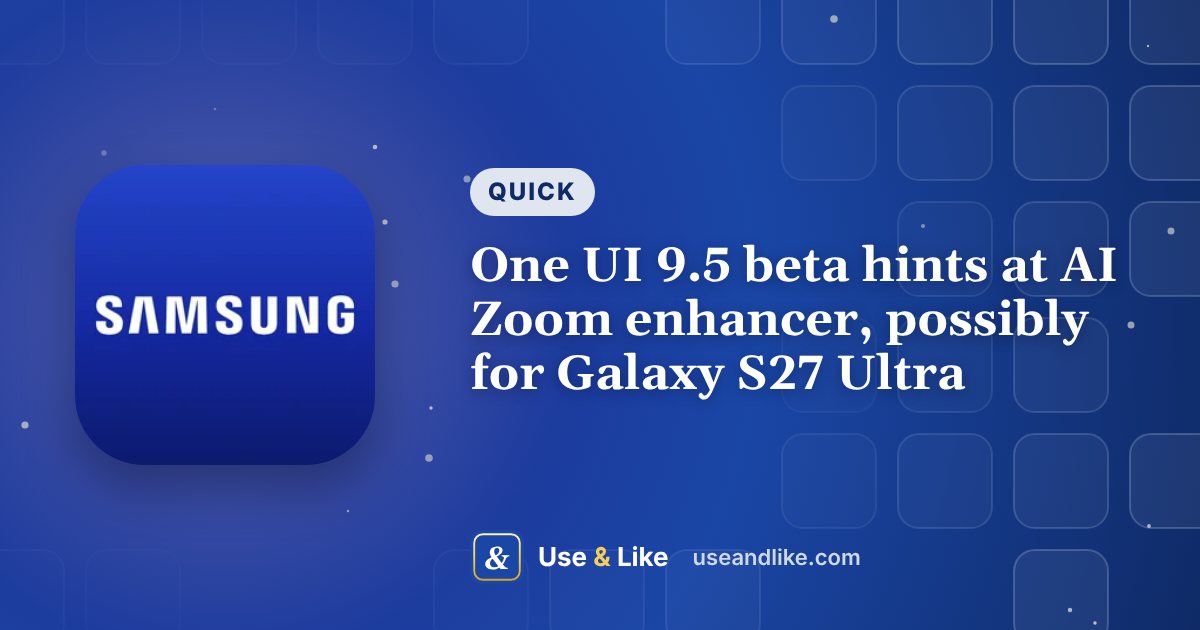 SAMSUNG
QUICK
One UI 9.5 beta hints at AI
Zoom enhancer, possibly
for Galaxy S27 Ultra
& Use & Like useandlike.com